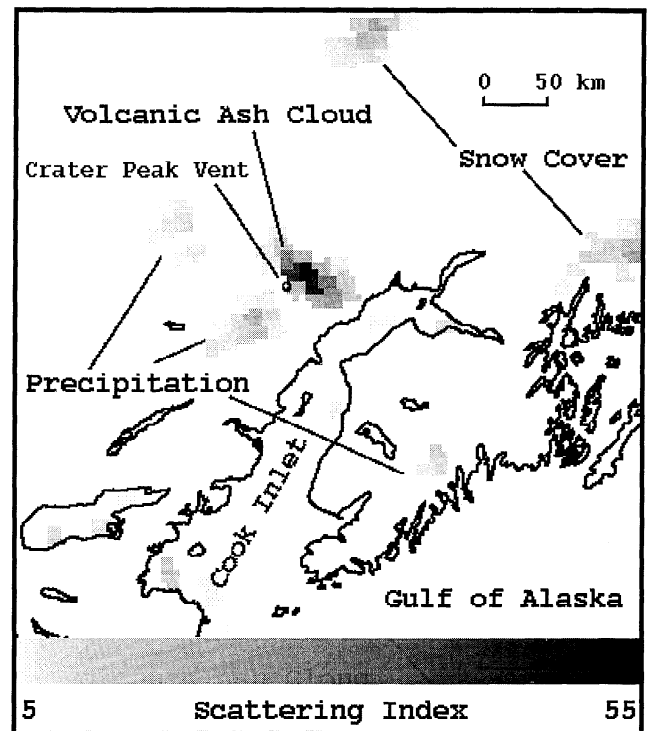 0 50 km
Volcanic Ash Cloud
Snow Cover
Crater Peak Vent
Precipitation
Cook Inlet
Gulf of Alaska
5 Scattering Index 55